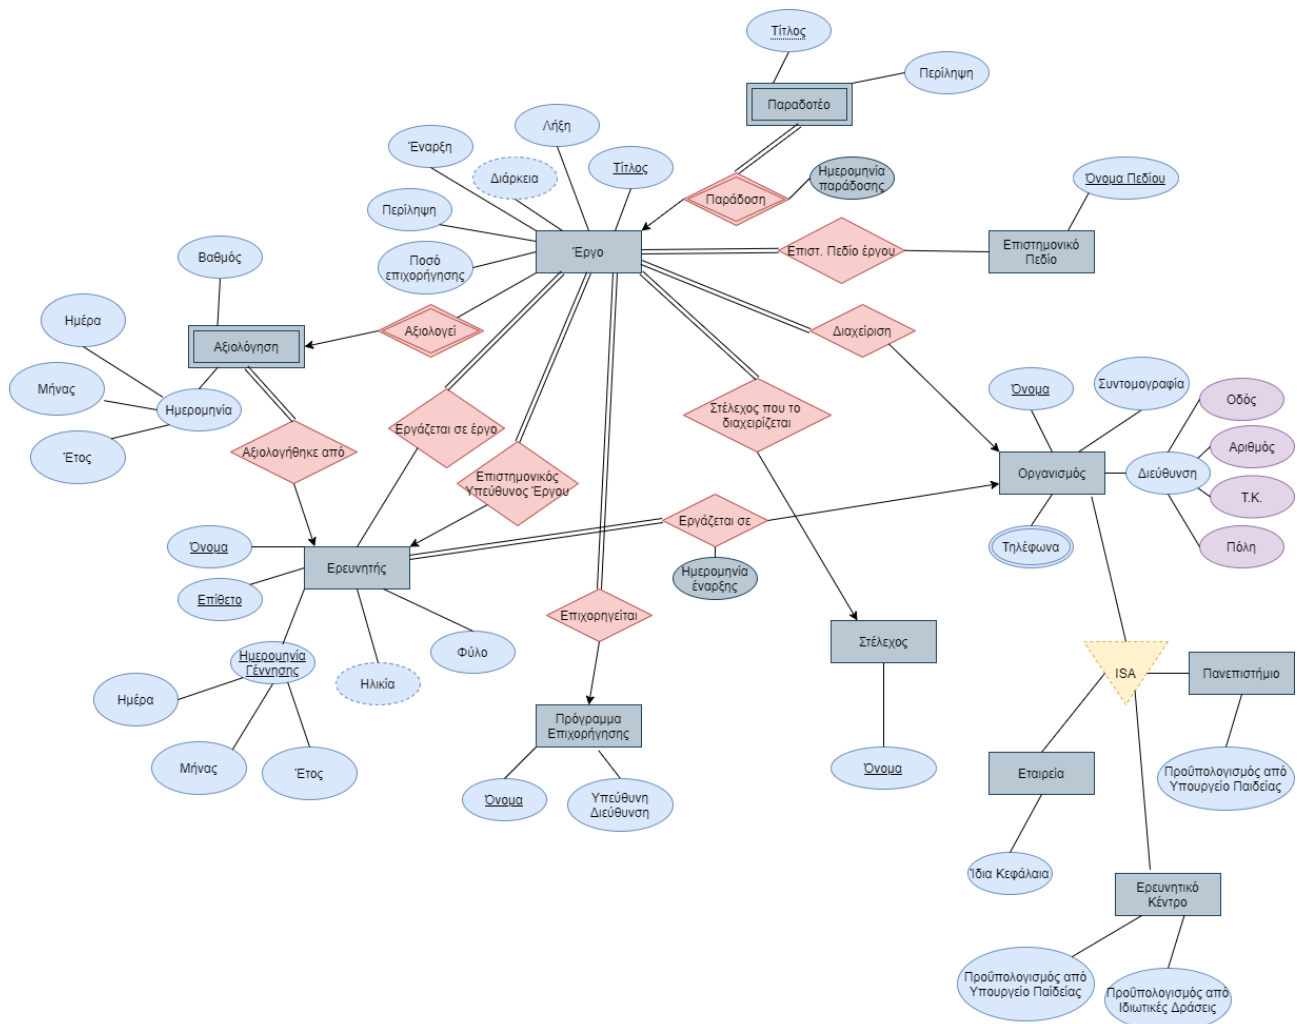 Τίτλος
Περίληψη
Παραδοτέο
Λήξη
Έναρξη
Διάρκεια
Τίτλος
Ημερομηνία
παράδοσης
Όνομα Πεδίου
Παράδοση
Περίληψη
Έργο
Επιστ. Πεδίο έργου
Επιστημονικό
Πεδίο
Βαθμός
Ποσό
επιχορήγησης
Ημέρα
Αξιολογεί
Διαχείριση
Αξιολόγηση
Μήνας
Ημερομηνία
Όνομα
Συντομογραφία
Οδός
Στέλεχος που το
διαχειρίζεται
Εργάζεται σε έργο
Έτος
Αξιολογήθηκε από
Αριθμός
Οργανισμός
Διεύθυνση
Επιστημονικός
Υπεύθυνος Έργου
Τ.Κ.
Εργάζεται σε
Όνομα
Τηλέφωνα
Πόλη
Ερευνητής
Ημερομηνία
έναρξης
Επίθετο
Επιχορηγείται
Στέλεχος
Φύλο
Ημερομηνία
Γέννησης
Ηλικία
ISA
Πανεπιστήμιο
Ημέρα
Πρόγραμμα
Επιχορήγησης
Μήνας
Έτος
Όνομα
Εταιρεία
Προϋπολογισμός από
Υπουργείο Παιδείας
Όνομα
Υπεύθυνη
Διεύθυνση
Ίδια Κεφάλαια
Ερευνητικό
Κέντρο
Προϋπολογισμός από
Υπουργείο Παίδείας
Προϋπολογισμός από
Ιδιωτικές Δράσεις